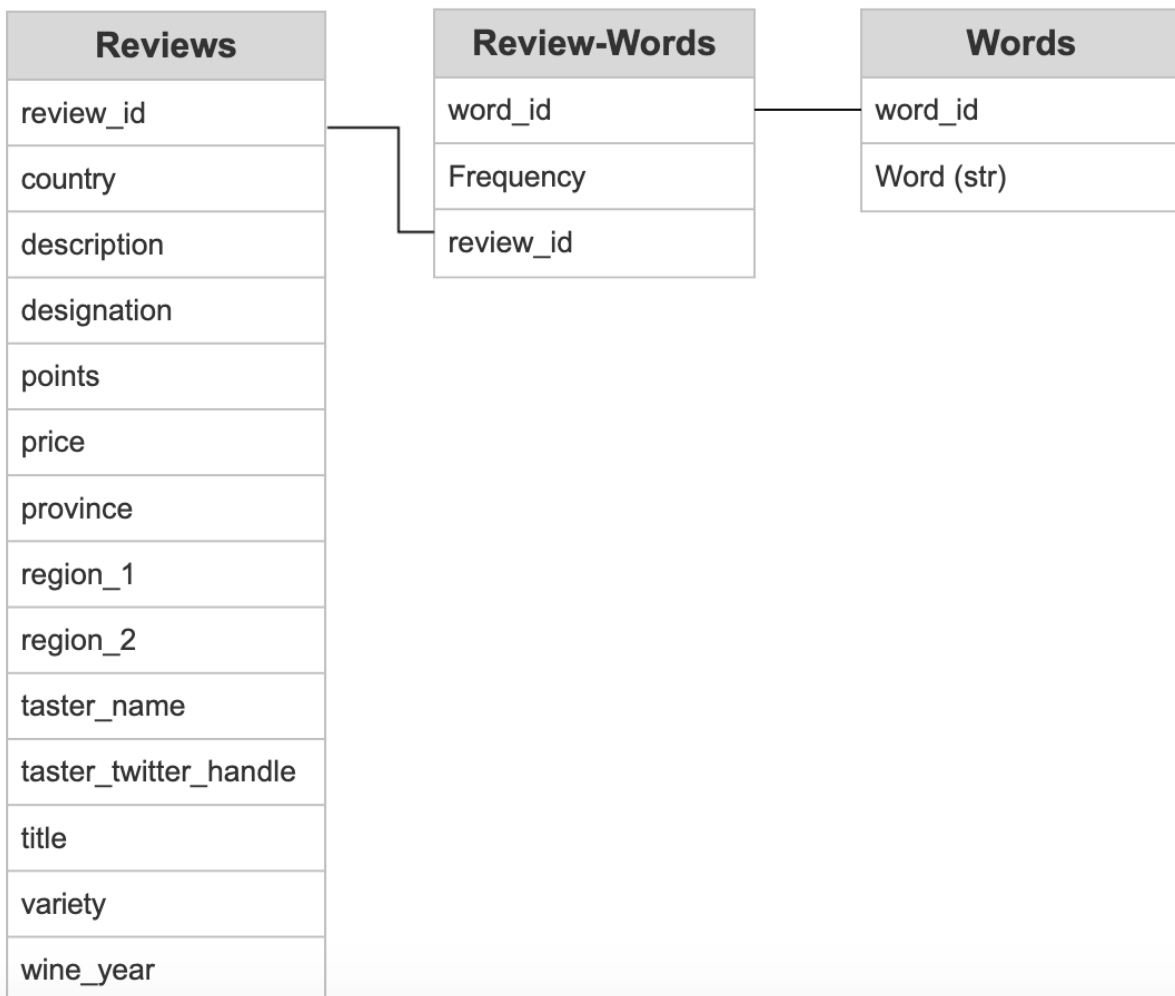 Reviews
review_id
country
description
designation
points
price
province
region_1
region_2
taster_name
taster_twitter_handle
title
variety
wine_year
Review-Words
word_id
Frequency
review_id
Words
word_id
Word (str)